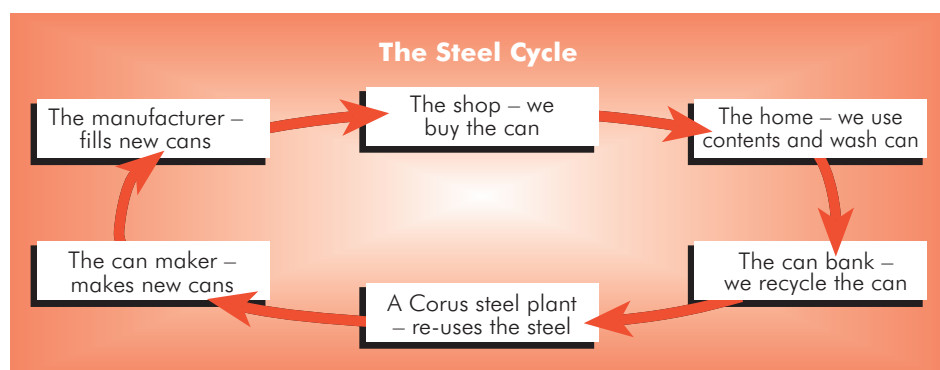 The Steel Cycle
The manufacturer –
fills new cans
The shop – we
buy the can
The home – we use
contents and wash can
The can bank –
we recycle the can
A Corus steel plant
– re-uses the steel
The can maker –
makes new cans